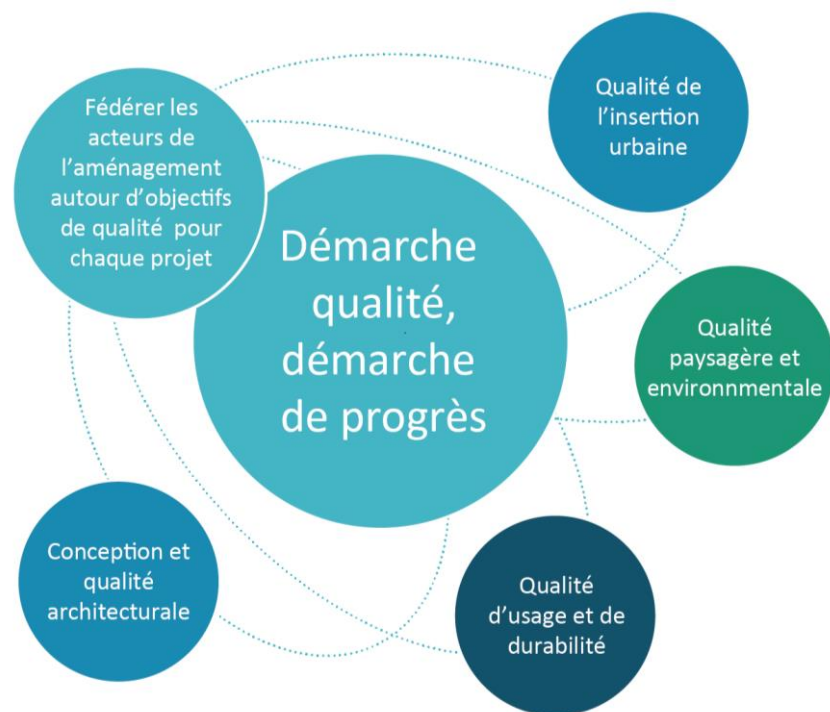 Fédérer les
acteurs de
l'aménagement
autour d'objectifs
de qualité pour
chaque projet
Qualité de
l'insertion
urbaine
Démarche
qualité,
démarche
de progrès
Qualité
paysagère et
environnmentale
Conception et
qualité
architecturale
Qualité
d'usage et de
durabilité